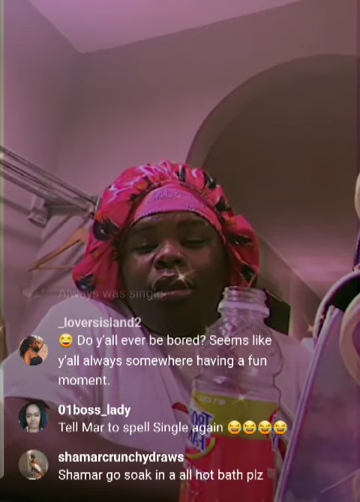 Always was single
_loversisland2
😂 Do y'all ever be bored? Seems like
y'all always somewhere having a fun
moment.
01boss_lady
Tell Mar to spell Single again 😂😂😂😂
shamarcrunchydraws
Shamar go soak in a all hot bath plz